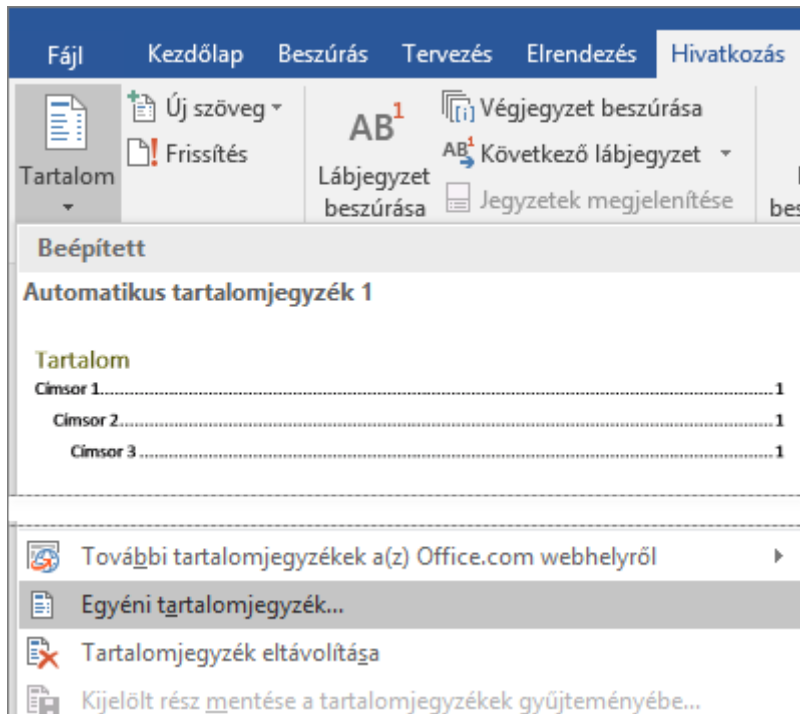 Fájl Kezdőlap Beszúrás Tervezés Elrendezés Hivatkozás
Tartalom
Új szöveg
Frissítés
AB1
Lábjegyzet
beszúrása
[i] Végjegyzet beszúrása
AB1 Következő lábjegyzet
Jegyzetek megjelenítése
Beépített
Automatikus tartalomjegyzék 1
Tartalom
Címsor 1 1
Címsor 2 1
Címsor 3 1
További tartalomjegyzékek a(z) Office.com webhelyről
Egyéni tartalomjegyzék...
Tartalomjegyzék eltávolítása
Kijelölt rész mentése a tartalomjegyzékek gyűjteményébe...